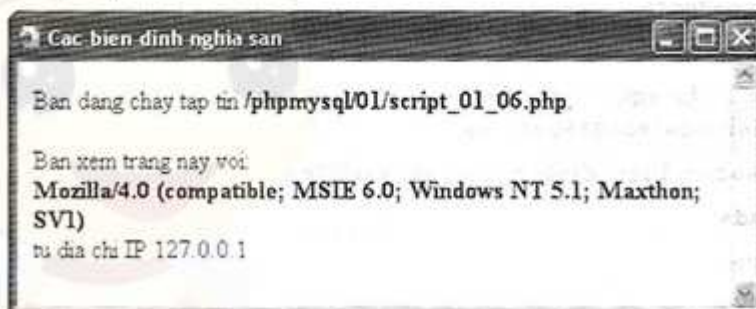 Cac bien dinh nghia san
Ban dang chay tap tin /phpmysql/01/script_01_06.php.
Ban xem trang nay voi:
Mozilla/4.0 (compatible; MSIE 6.0; Windows NT 5.1; Maxthon;
SV1)
tu dia chi IP 127.0.0.1